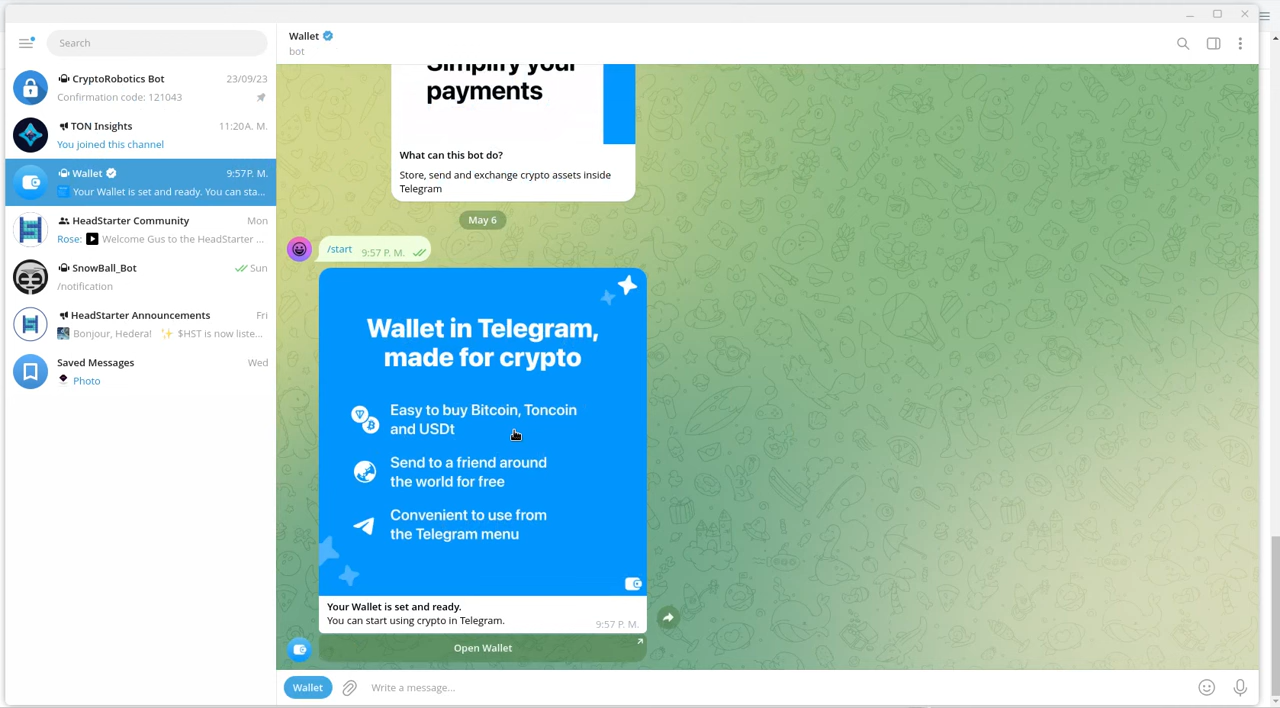 Search
CryptoRobotics Bot
23/09/23
Confirmation code: 121043
TON Insights
11:20 A. M.
You joined this channel
Wallet
9:57 P. M.
Your Wallet is set and ready. You can sta...
HeadStarter Community
Mon
Rose: Welcome Gus to the HeadStarter ...
SnowBall_Bot
Sun
/notification
HeadStarter Announcements
Fri
Bonjour, Hedera! ✨ $HST is now liste...
Saved Messages
Wed
Photo
Wallet
bot
Simplify your
payments
What can this bot do?
Store, send and exchange crypto assets inside
Telegram
May 6
/start
9:57 P. M.
Wallet in Telegram,
made for crypto
Easy to buy Bitcoin, Toncoin
and USDt
Send to a friend around
the world for free
Convenient to use from
the Telegram menu
Your Wallet is set and ready.
You can start using crypto in Telegram.
9:57 P. M.
Open Wallet
Wallet
Write a message...